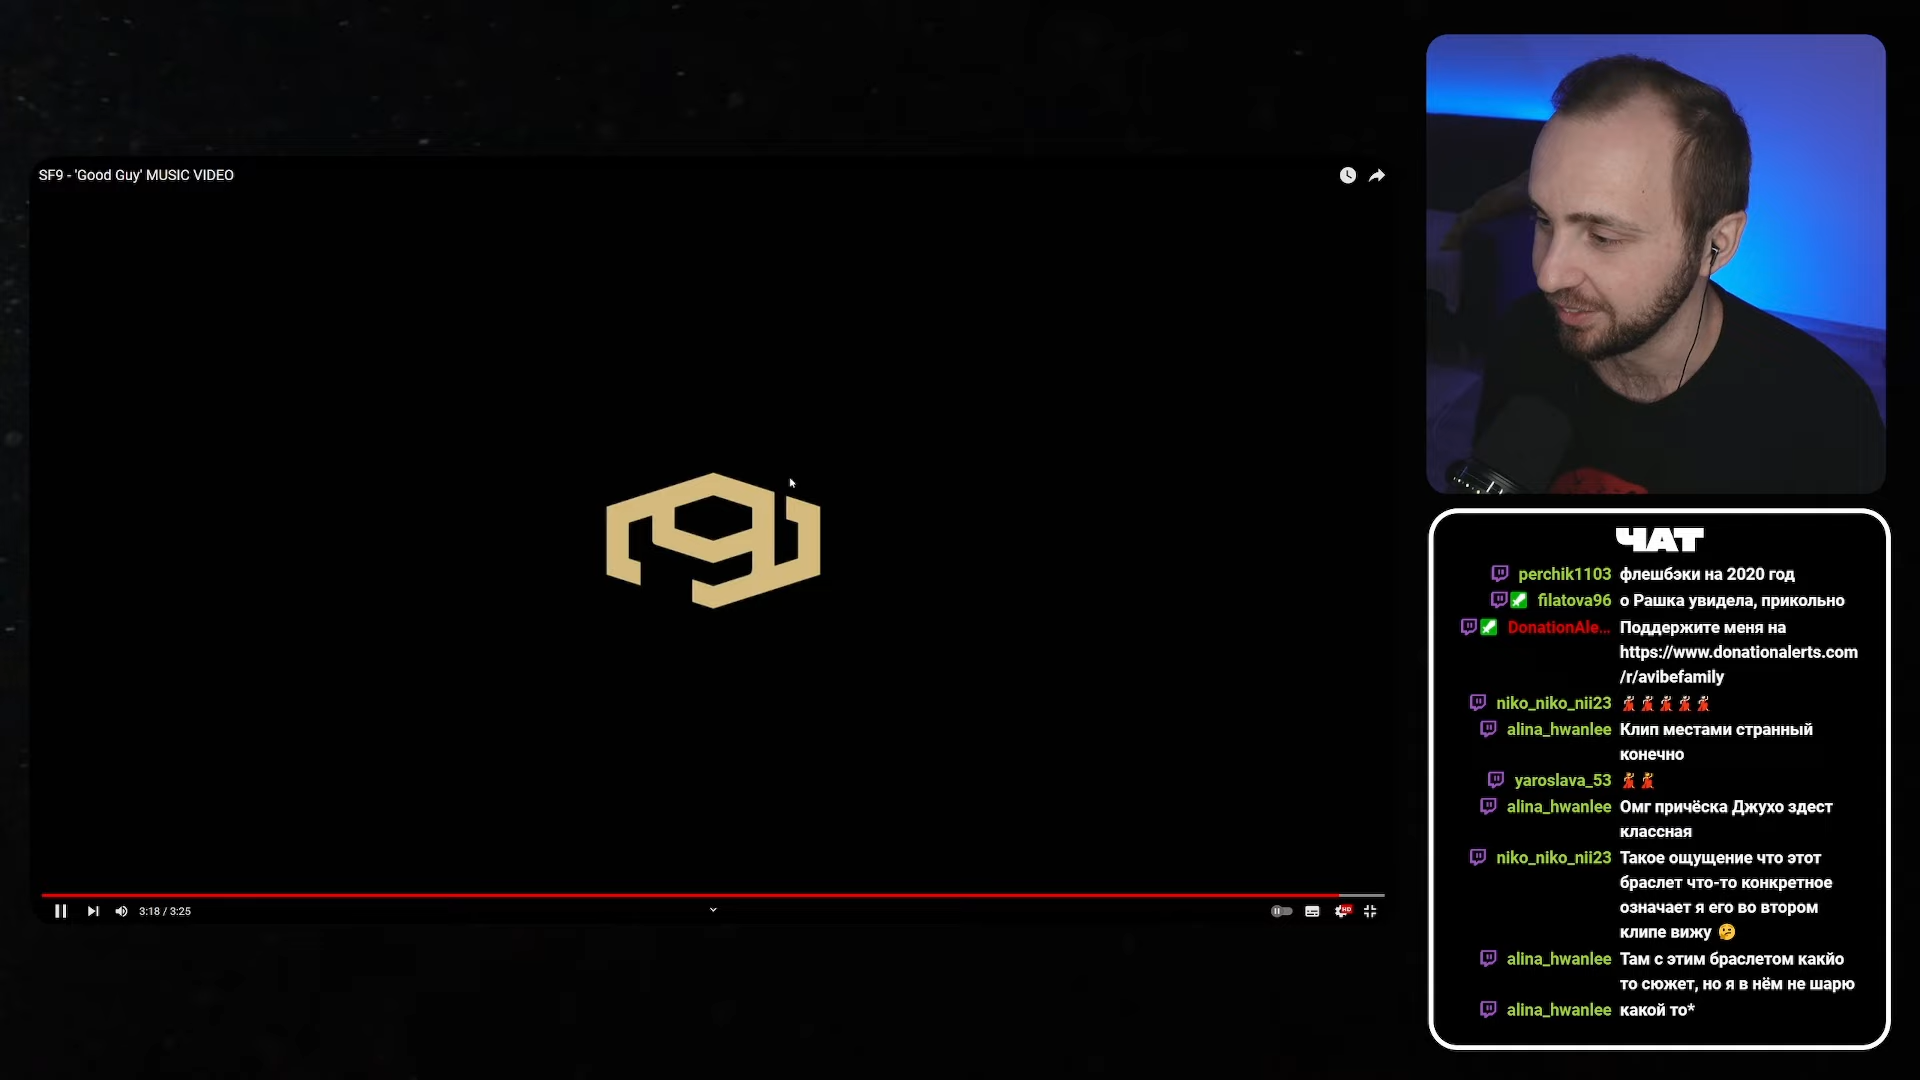 SF9 - 'Good Guy' MUSIC VIDEO
3:18 / 3:25
HD
ЧАТ
perchik1103 флешбэки на 2020 год
filatova96 о Рашка увидела, прикольно
DonationAle... Поддержите меня на
https://www.donationalerts.com
/r/avibefamily
niko_niko_nii23 💃💃💃💃💃
alina_hwanlee Клип местами странный
конечно
yaroslava_53 💃💃
alina_hwanlee Омг причёска Джухо здест
классная
niko_niko_nii23 Такое ощущение что этот
браслет что-то конкретное
означает я его во втором
клипе вижу 🤔
alina_hwanlee Там с этим браслетом какйо
то сюжет, но я в нём не шарю
alina_hwanlee какой то*